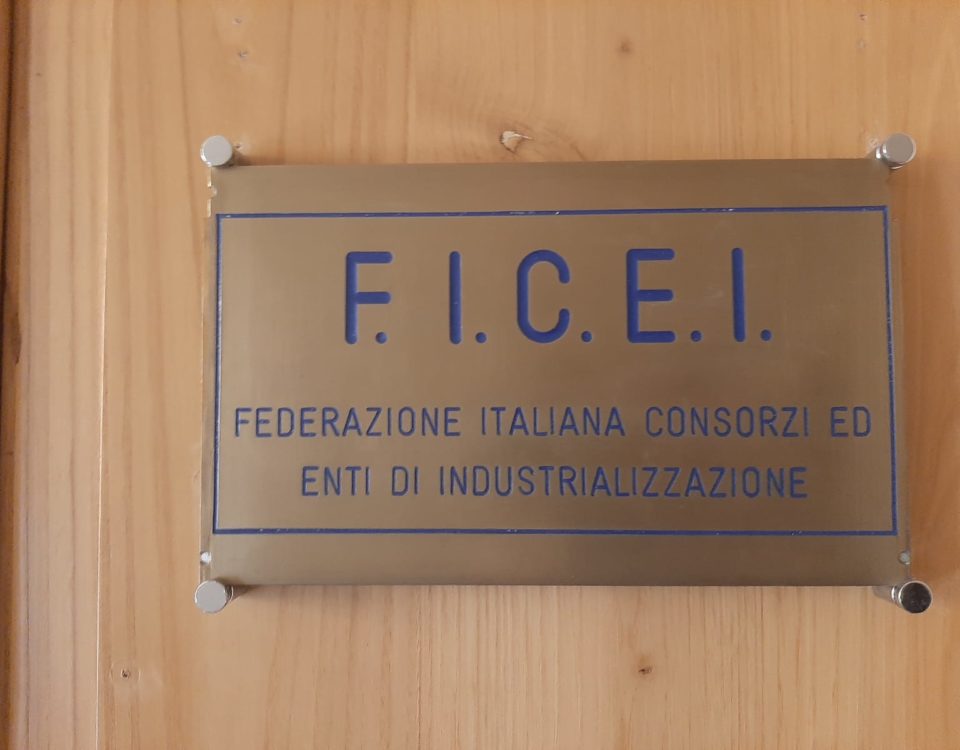 F. I. C. E. I.
FEDERAZIONE ITALIANA CONSORZI ED
ENTI DI INDUSTRIALIZZAZIONE